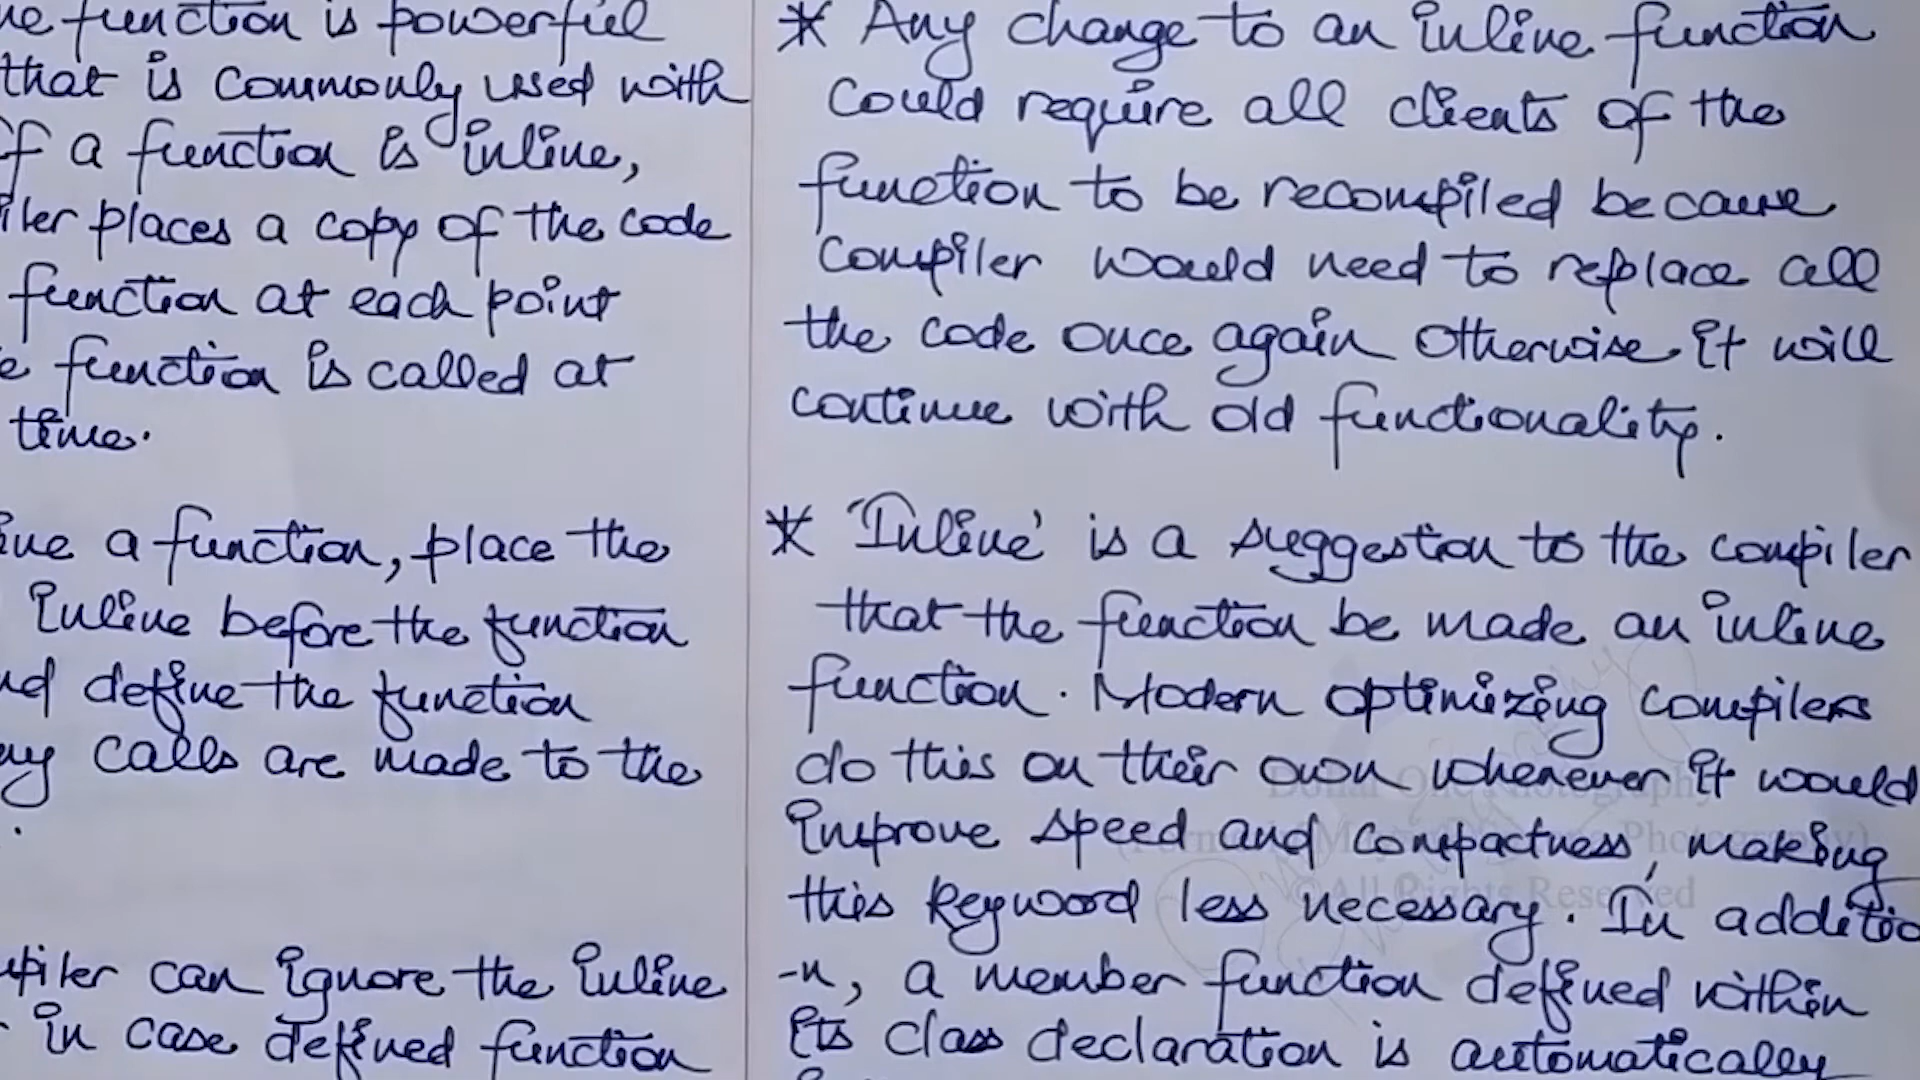 function is powerful
that is commonly used with
If a function is inline,
places a copy of the code
function at each point
function is called at
time.
a function, place the
inline before the function
define the function
calls are made to the
.
can ignore the inline
in case defined function
* Any change to an inline function
could require all clients of the
function to be recompiled because
compiler would need to replace all
the code once again otherwise it will
continue with old functionality.
* 'Inline' is a suggestion to the compiler
that the function be made an inline
function. Modern optimizing compilers
do this on their own whenever it would
improve speed and compactness, making
this keyword less necessary. In additio
-n, a member function defined within
its class declaration is automatically
Photography
Photography)
©All Rights Reserved